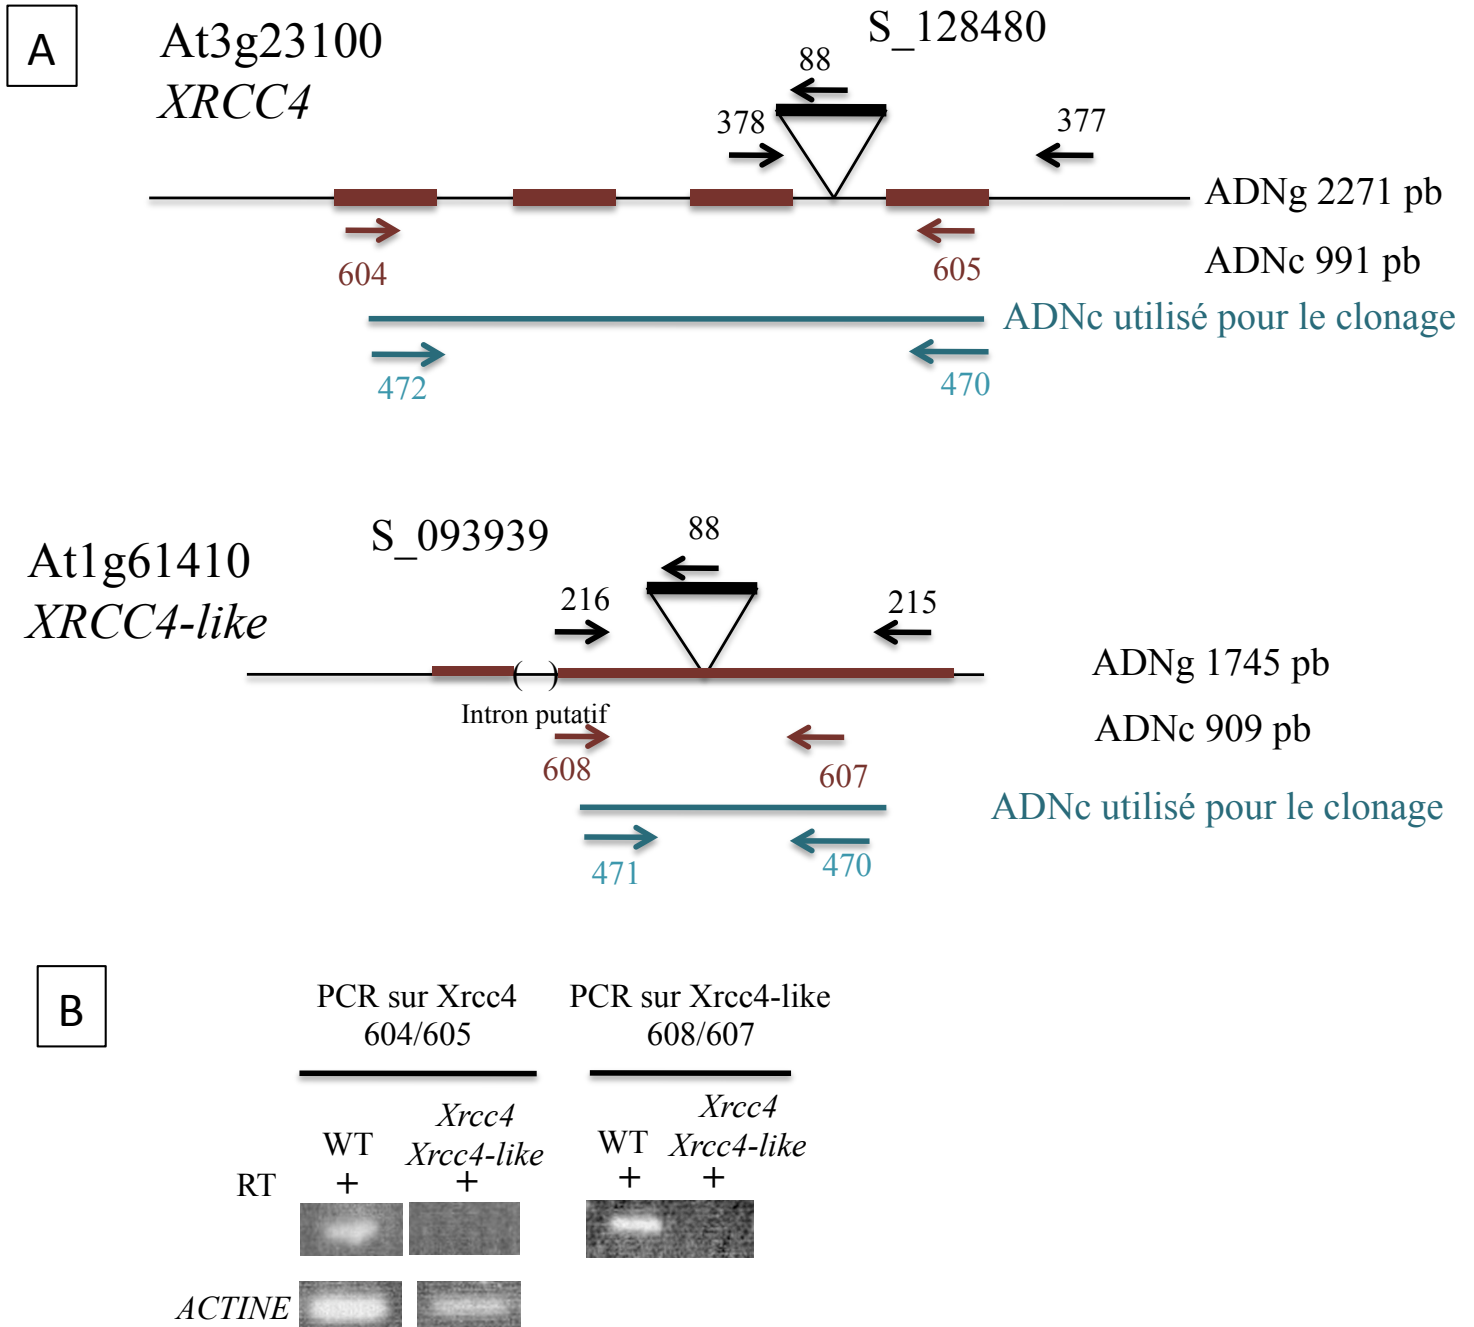 A
At3g23100
XRCC4
S_128480
88
378
377
ADNg 2271 pb
604
605
ADNc 991 pb
ADNc utilisé pour le clonage
472
470
At1g61410
XRCC4-like
S_093939
88
216
215
( )
ADNg 1745 pb
Intron putatif
ADNc 909 pb
608
607
ADNc utilisé pour le clonage
471
470
B
PCR sur Xrcc4
604/605
PCR sur Xrcc4-like
608/607
WT
Xrcc4
Xrcc4-like
WT
Xrcc4
Xrcc4-like
RT + + + +
ACTINE